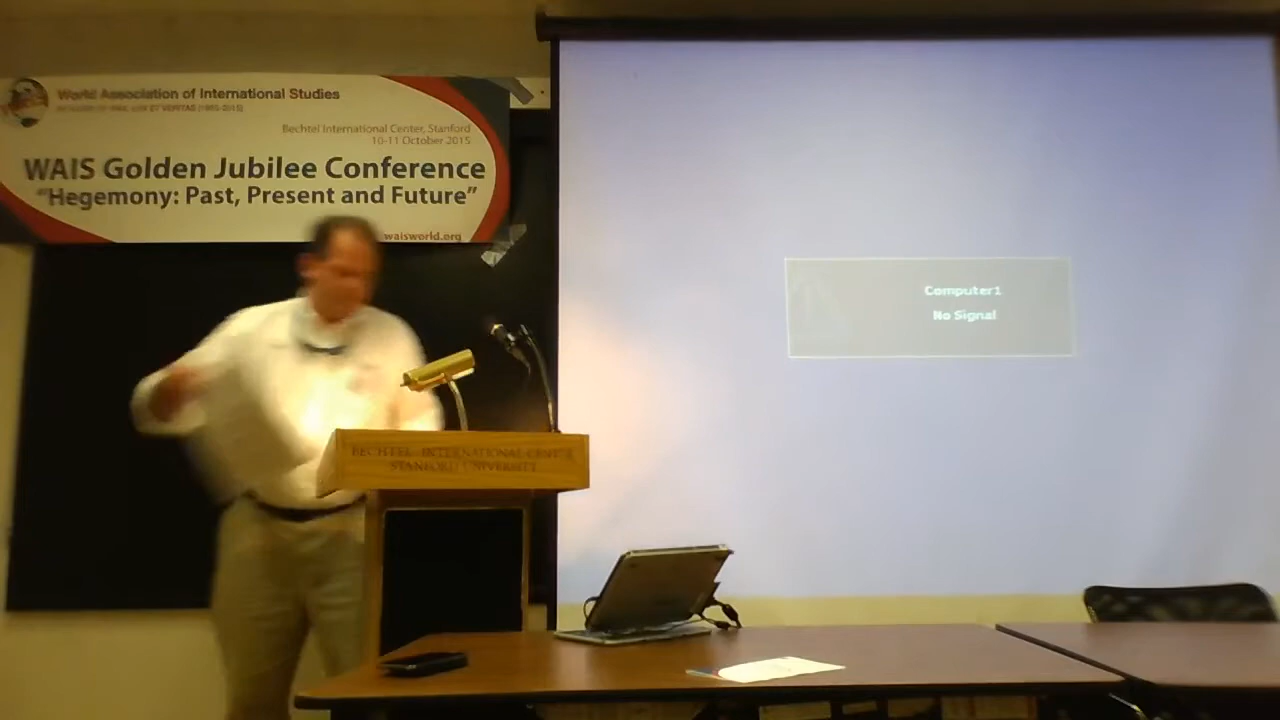 World Association of International Studies
Bechtel International Center, Stanford
10-11 October 2015
WAIS Golden Jubilee Conference
"Hegemony: Past, Present and Future"
waisworld.org
Computer1
No Signal
BECHTEL INTERNATIONAL CENTER
STANFORD UNIVERSITY